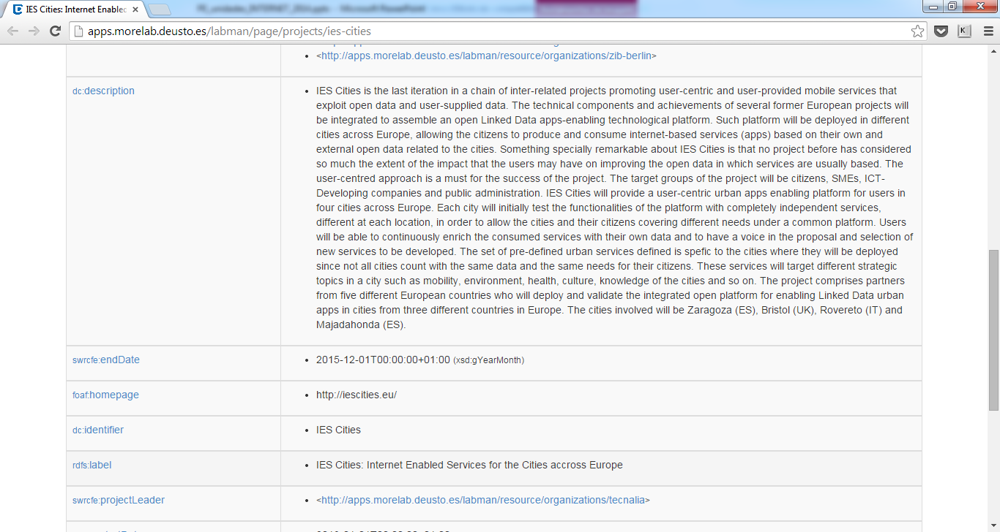 IES Cities: Internet Enabled
apps.morelab.deusto.es/labman/page/projects/ies-cities
<http://apps.morelab.deusto.es/labman/resource/organizations/zib-berlin>
dc:description
IES Cities is the last iteration in a chain of inter-related projects promoting user-centric and user-provided mobile services that
exploit open data and user-supplied data. The technical components and achievements of several former European projects will
be integrated to assemble an open Linked Data apps-enabling technological platform. Such platform will be deployed in different
cities across Europe, allowing the citizens to produce and consume internet-based services (apps) based on their own and
external open data related to the cities. Something specially remarkable about IES Cities is that no project before has considered
so much the extent of the impact that the users may have on improving the open data in which services are usually based. The
user-centred approach is a must for the success of the project. The target groups of the project will be citizens, SMEs, ICT-
Developing companies and public administration. IES Cities will provide a user-centric urban apps enabling platform for users in
four cities across Europe. Each city will initially test the functionalities of the platform with completely independent services,
different at each location, in order to allow the cities and their citizens covering different needs under a common platform. Users
will be able to continuously enrich the consumed services with their own data and to have a voice in the proposal and selection of
new services to be developed. The set of pre-defined urban services defined is spefic to the cities where they will be deployed
since not all cities count with the same data and the same needs for their citizens. These services will target different strategic
topics in a city such as mobility, environment, health, culture, knowledge of the cities and so on. The project comprises partners
from five different European countries who will deploy and validate the integrated open platform for enabling Linked Data urban
apps in cities from three different countries in Europe. The cities involved will be Zaragoza (ES), Bristol (UK), Rovereto (IT) and
Majadahonda (ES).
swrcfe:endDate
2015-12-01T00:00:00+01:00 (xsd:gYearMonth)
foaf:homepage
http://iescities.eu/
dc:identifier
IES Cities
rdfs:label
IES Cities: Internet Enabled Services for the Cities accross Europe
swrcfe:projectLeader
<http://apps.morelab.deusto.es/labman/resource/organizations/tecnalia>